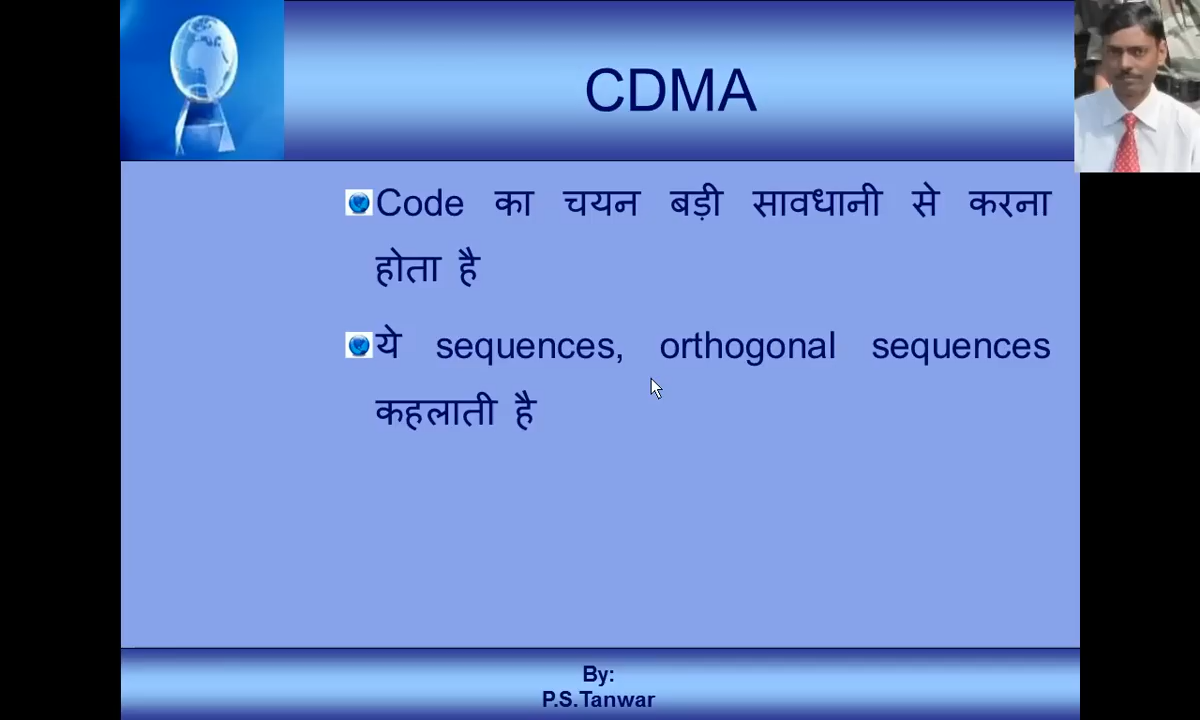 CDMA
Code का चयन बड़ी सावधानी से करना
होता है
ये sequences, orthogonal sequences
कहलाती है
By:
P.S.Tanwar